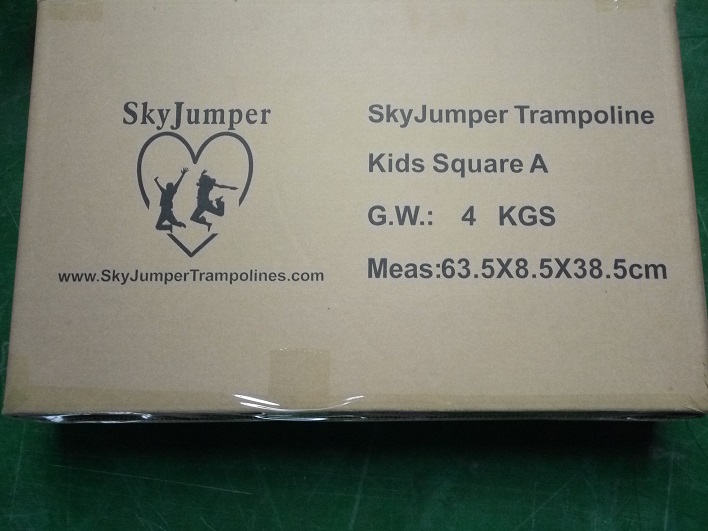 SkyJumper
www.SkyJumperTrampolines.com
SkyJumper Trampoline
Kids Square A
G.W.: 4 KGS
Meas:63.5X8.5X38.5cm